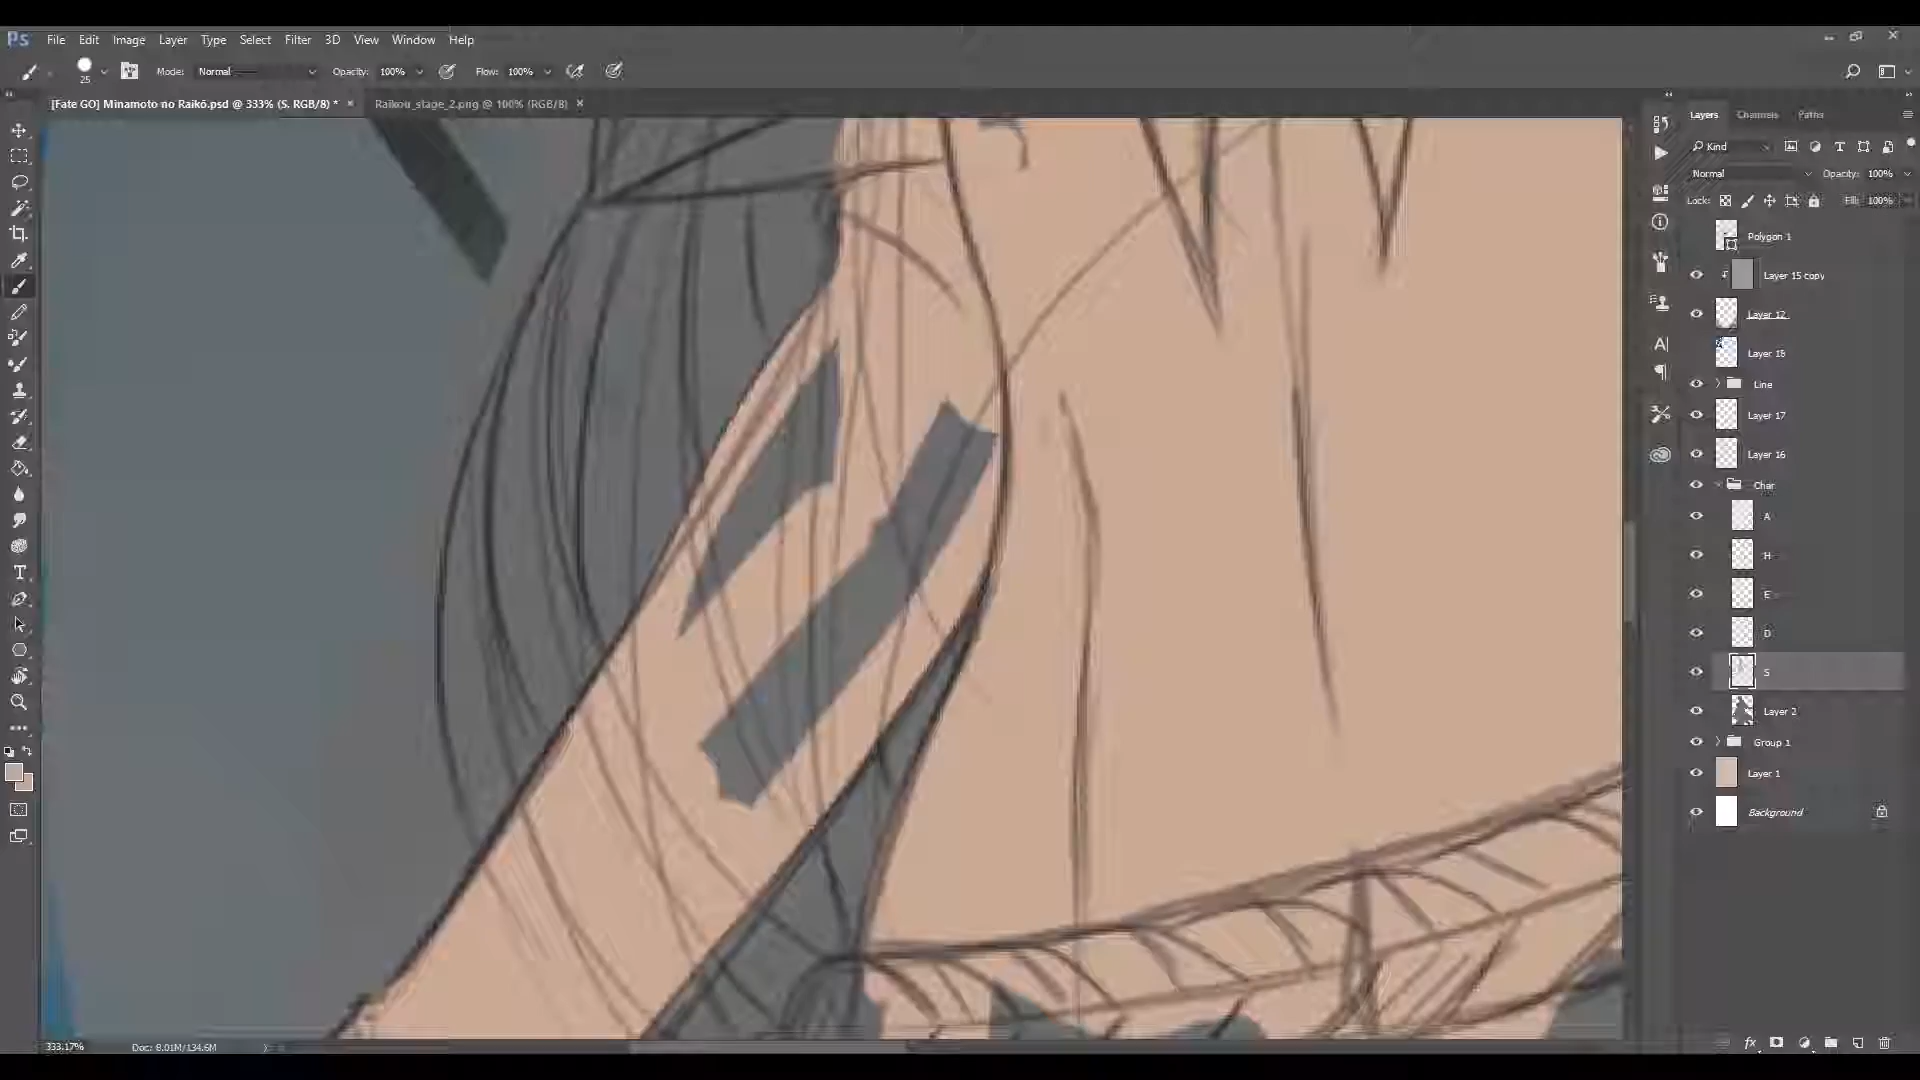 Ps File Edit Image Layer Type Select Filter 3D View Window Help
25 Mode: Normal Opacity: 100% Flow: 100%
[Fate GO] Minamoto no Raikō.psd @ 333% (S, RGB/8) * × Raikou_stage_2.png @ 100% (RGB/8) ×
Layers Channels Paths
Kind
Normal Opacity: 100%
Lock: Fill: 100%
Polygon 1
Layer 15 copy
Layer 12
Layer 18
Line
Layer 17
Layer 16
Char
A
H
E
D
S
Layer 2
Group 1
Layer 1
Background
333.17% Doc: 8.01M/134.6M